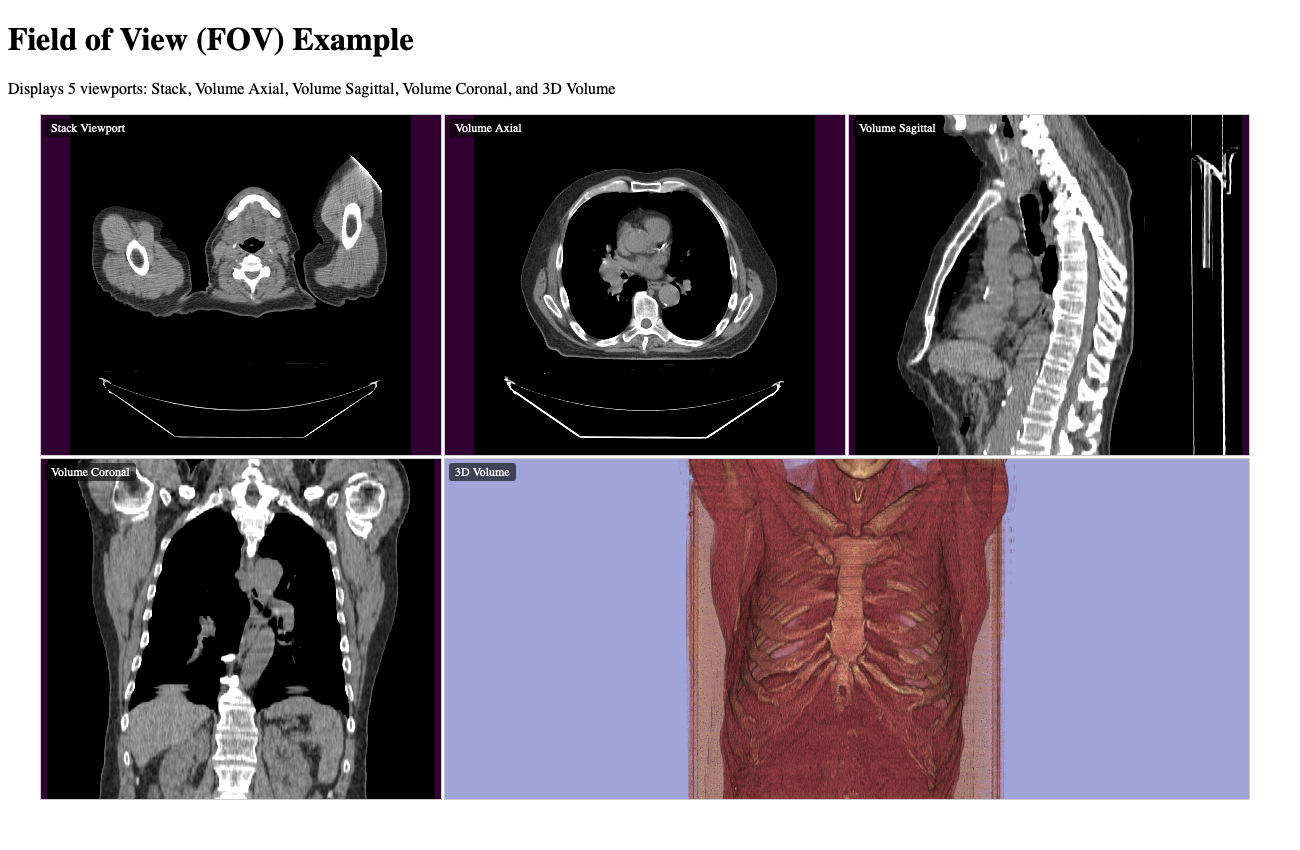 Field of View (FOV) Example
Displays 5 viewports: Stack, Volume Axial, Volume Sagittal, Volume Coronal, and 3D Volume
Stack Viewport
Volume Axial
Volume Sagittal
Volume Coronal
3D Volume